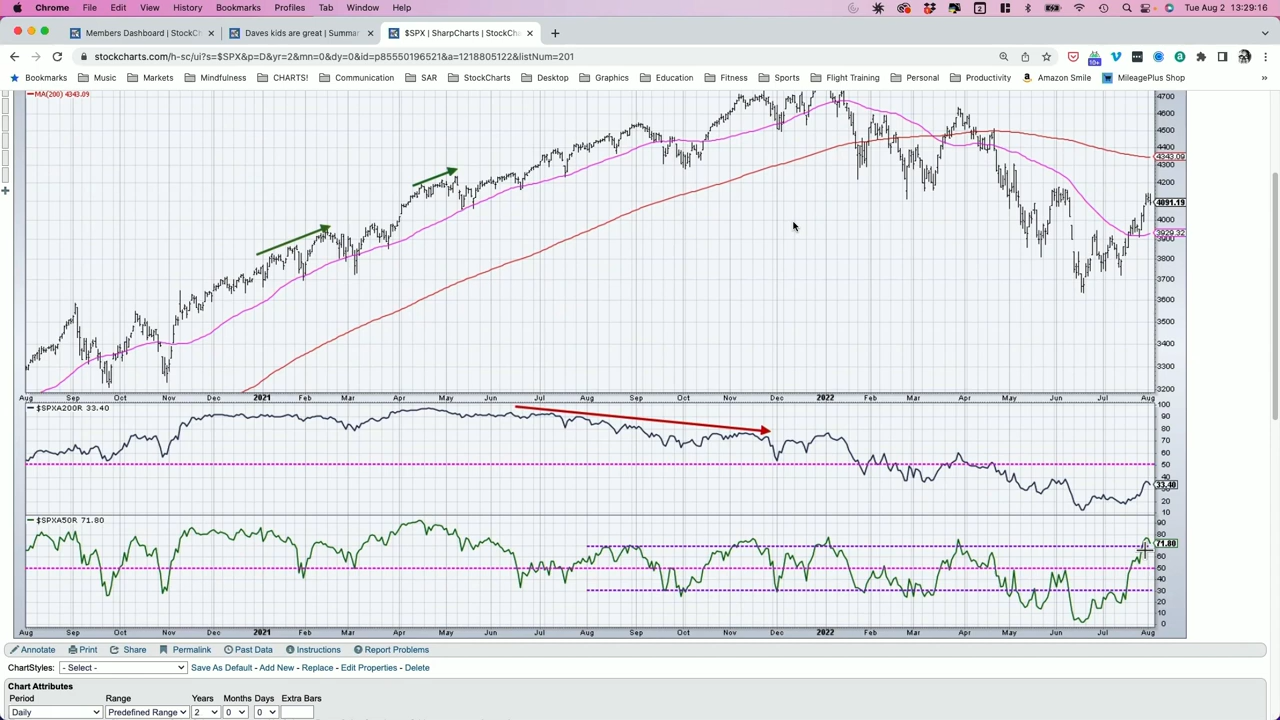 Chrome File Edit View History Bookmarks Profiles Tab Window Help 2 Tue Aug 2 13:29:16
Members Dashboard | StockCh × Daves kids are great | Summar × $SPX | SharpCharts | StockCha ×
stockcharts.com/h-sc/ui?s=$SPX&p=D&yr=2&mn=0&dy=0&id=p8555019652​1&a=1218805122&listNum=201
10+
Bookmarks Music Markets Mindfulness CHARTS! Communication SAR StockCharts Desktop Graphics Education Fitness Sports Flight Training Personal Productivity Amazon Smile MileagePlus Shop »
MA(200) 4343.09
4700
4600
4500
4400
4300
4343.09
4200
4091.19
4000
3929.32
3900
3800
3700
3600
3500
3400
3300
3200
Aug Sep Oct Nov Dec 2021 Feb Mar Apr May Jun Jul Aug Sep Oct Nov Dec 2022 Feb Mar Apr May Jun Jul Aug
$SPXA200R 33.40
100
90
80
70
60
50
40
33.40
20
10
$SPXA50R 71.80
90
80
71.80
60
50
40
30
20
10
0
Aug Sep Oct Nov Dec 2021 Feb Mar Apr May Jun Jul Aug Sep Oct Nov Dec 2022 Feb Mar Apr May Jun Jul Aug
Annotate Print Share Permalink Past Data Instructions Report Problems
ChartStyles: - Select - Save As Default - Add New - Replace - Edit Properties - Delete
Chart Attributes
Period Range Years Months Days Extra Bars
Daily Predefined Range 2 0 0